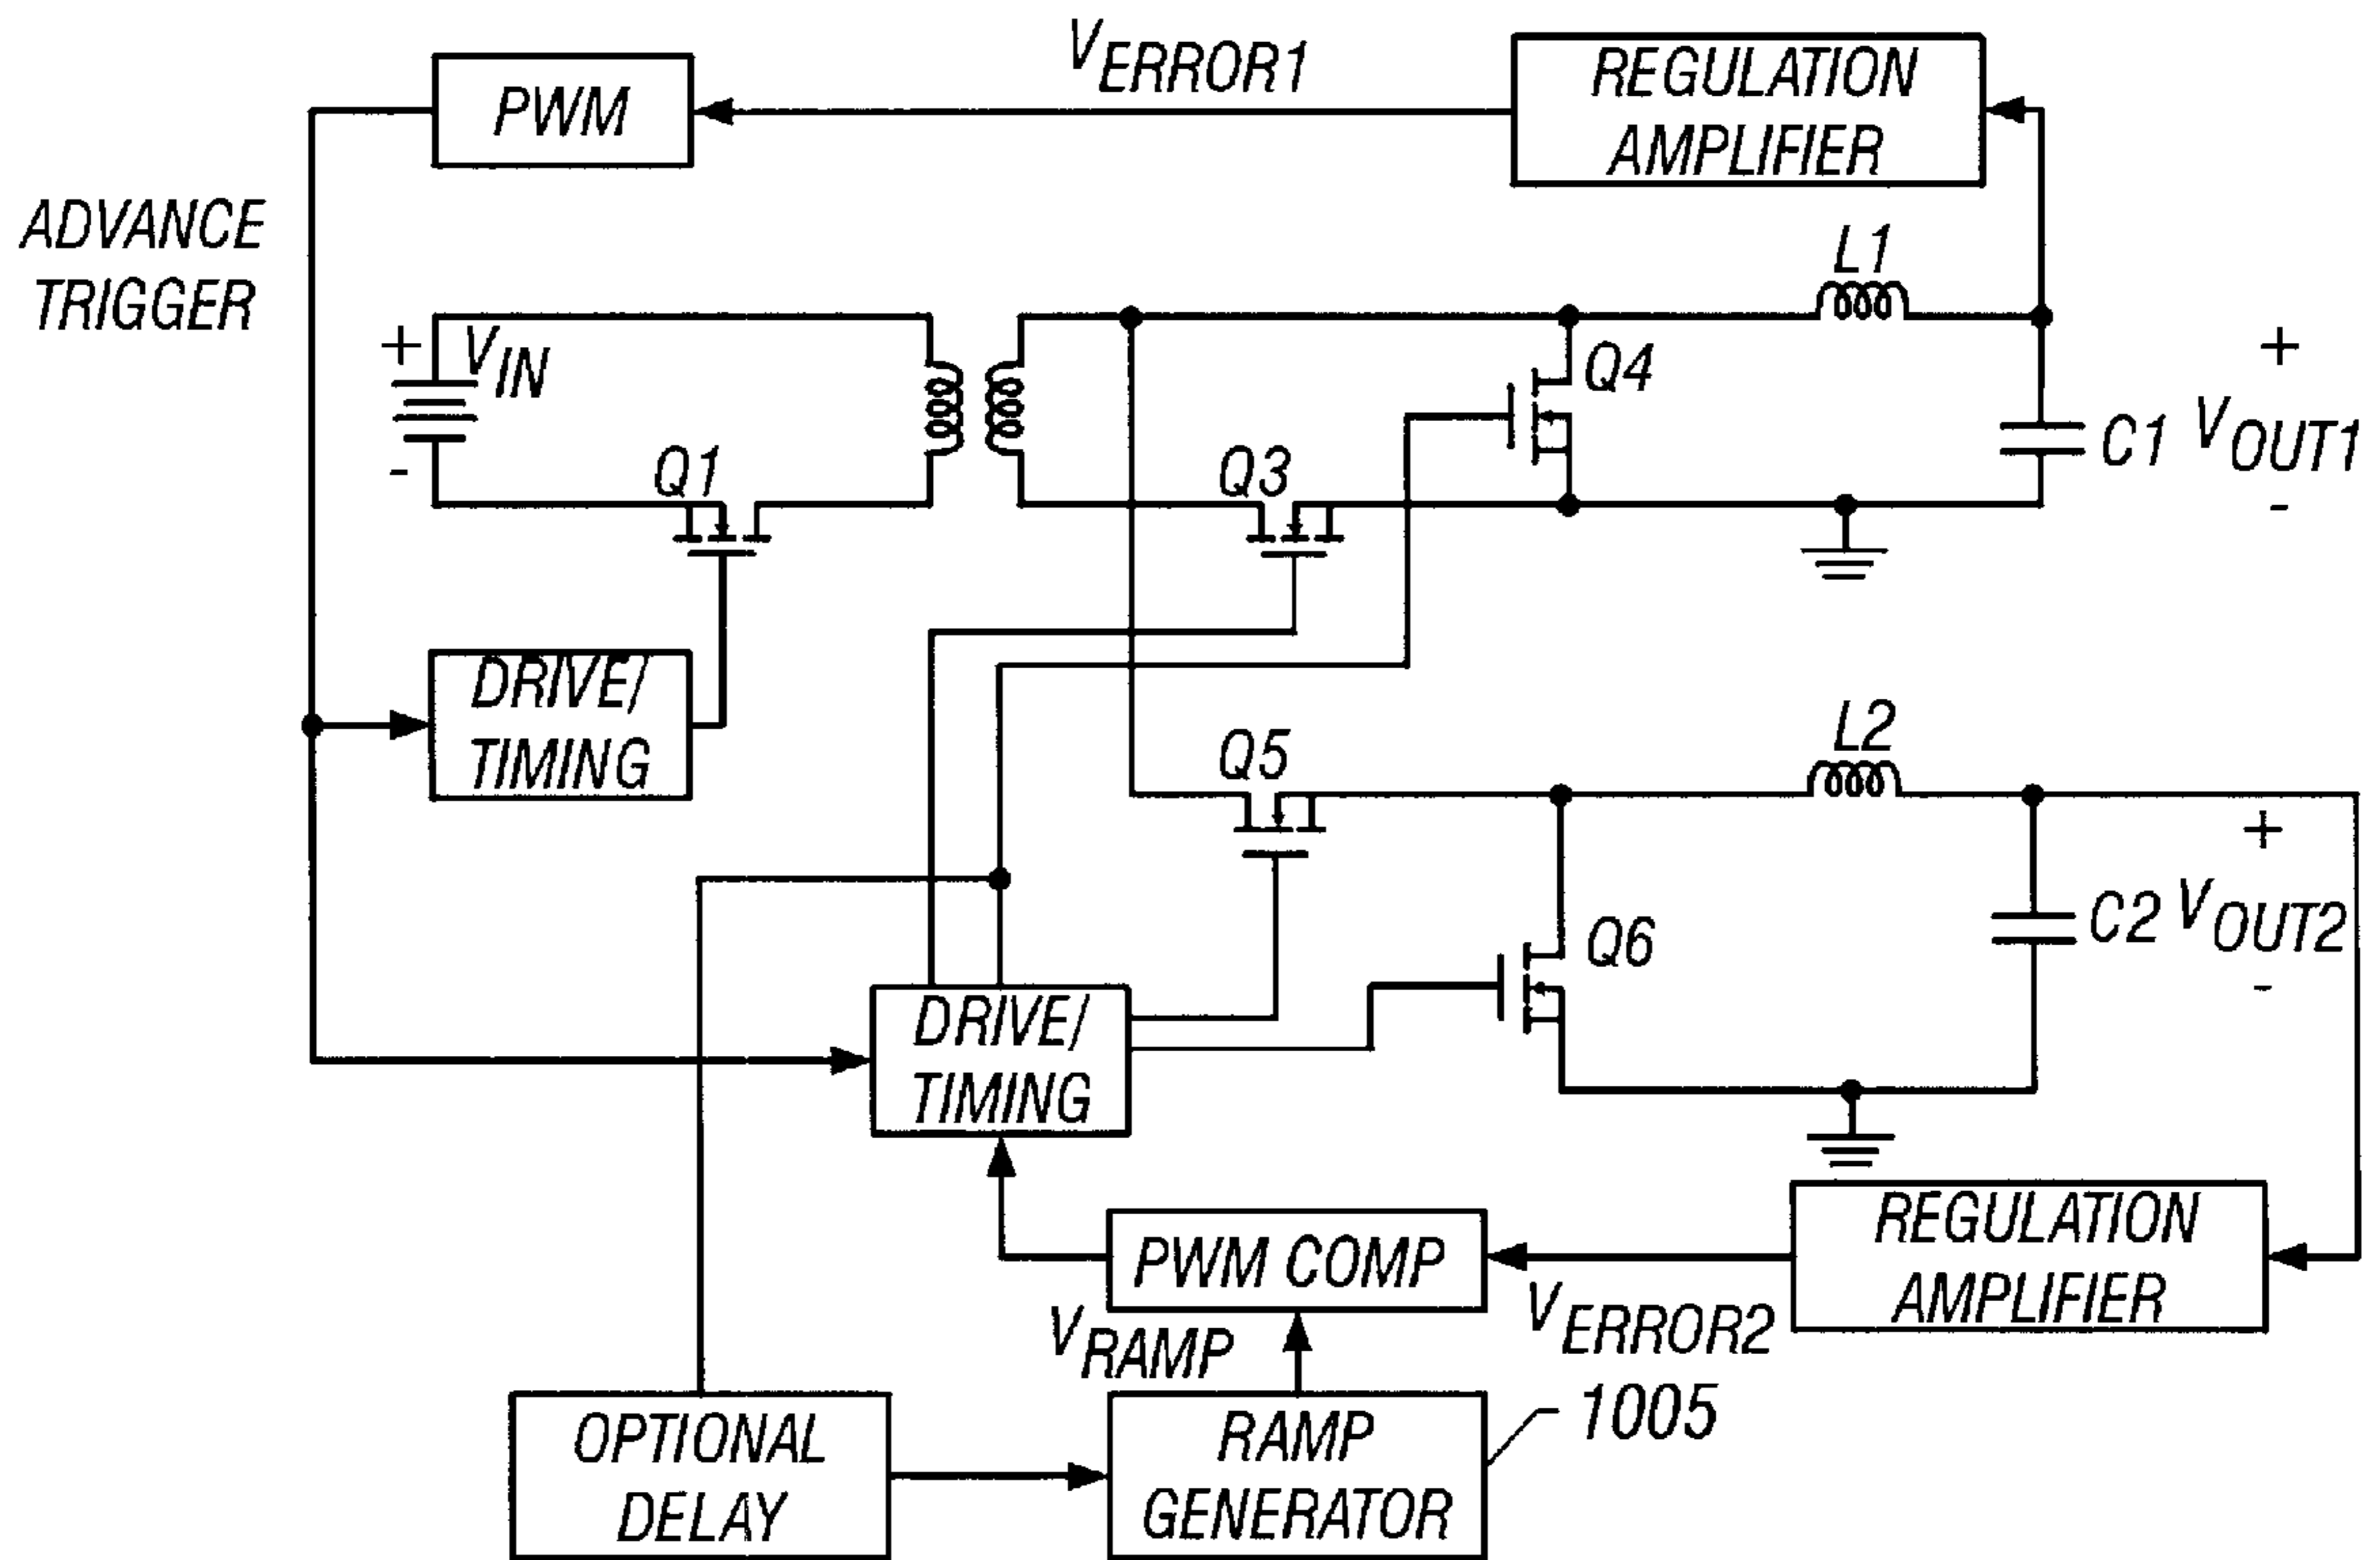 VERROR1
PWM
REGULATION
AMPLIFIER
ADVANCE
TRIGGER
L1
+
VIN
-
Q1
Q3
Q4
C1
+
VOUT1
-
DRIVE/
TIMING
Q5
L2
Q6
C2
+
VOUT2
-
DRIVE/
TIMING
PWM COMP
REGULATION
AMPLIFIER
VRAMP
VERROR2
OPTIONAL
DELAY
RAMP
GENERATOR
1005